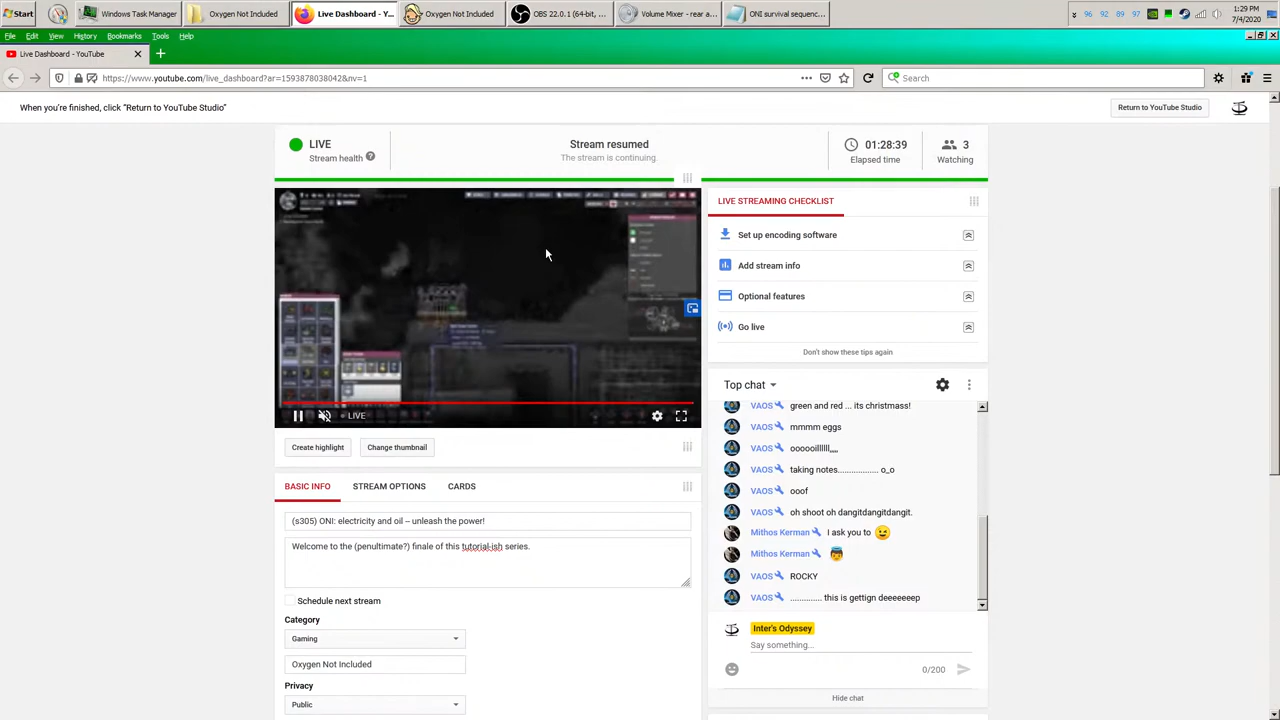 Start
Windows Task Manager
Oxygen Not Included
Live Dashboard - Y...
Oxygen Not Included
OBS 22.0.1 (64-bit, ...
Volume Mixer - rear a...
ONI survival sequenc...
96 92 89 97
1:29 PM
7/4/2020
File Edit View History Bookmarks Tools Help
Live Dashboard - YouTube
https://www.youtube.com/live_dashboard?ar=1593878038042&nv=1
Search
When you're finished, click "Return to YouTube Studio"
Return to YouTube Studio
LIVE
Stream health ?
Stream resumed
The stream is continuing.
01:28:39
Elapsed time
3
Watching
LIVE
Create highlight
Change thumbnail
BASIC INFO
STREAM OPTIONS
CARDS
(s305) ONI: electricity and oil -- unleash the power!
Welcome to the (penultimate?) finale of this tutorial-ish series.
Schedule next stream
Category
Gaming
Oxygen Not Included
Privacy
Public
LIVE STREAMING CHECKLIST
Set up encoding software
Add stream info
Optional features
Go live
Don't show these tips again
Top chat
VAOS green and red ... its christmass!
VAOS mmmm eggs
VAOS oooooillllll,,,,
VAOS taking notes................. o_o
VAOS ooof
VAOS oh shoot oh dangitdangitdangit.
Mithos Kerman I ask you to 😉
Mithos Kerman 😇
VAOS ROCKY
VAOS .............. this is gettign deeeeeeep
Inter's Odyssey
Say something...
0/200
Hide chat